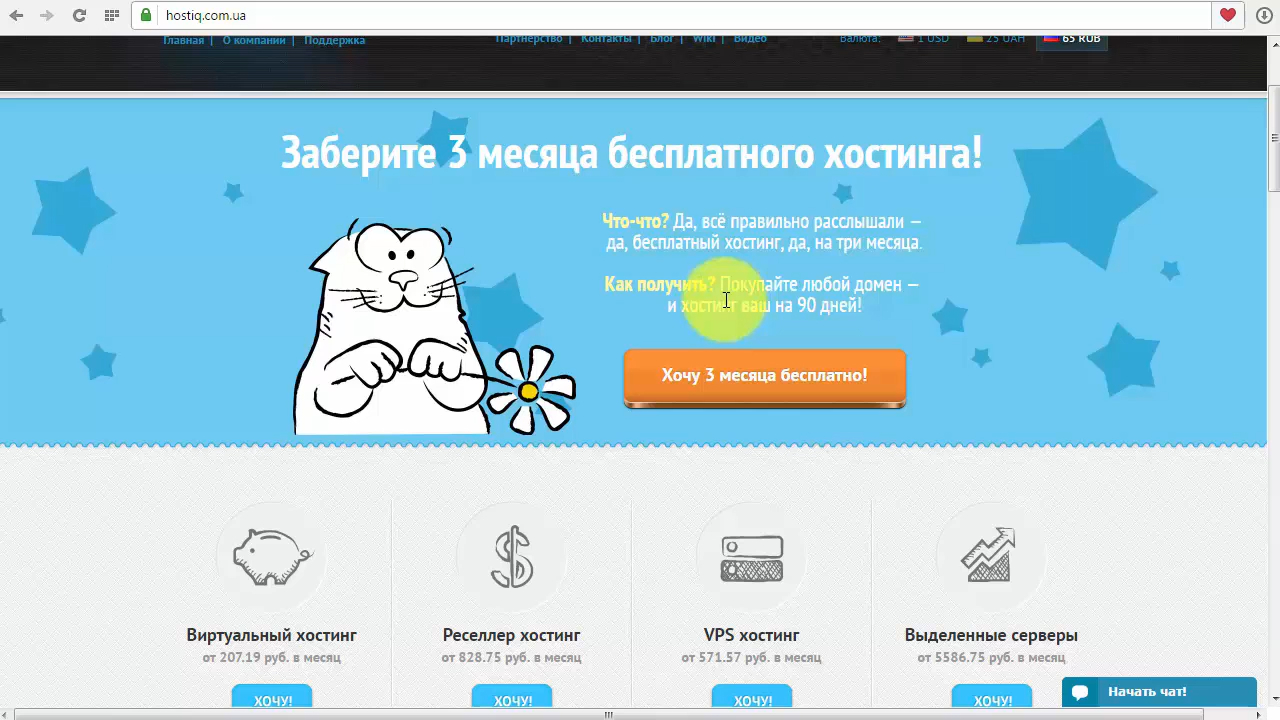 hostiq.com.ua
Главная | О компании | Поддержка
Партнерство | Контакты | Блог | Wiki | Видео
Валюта: 1 USD 25 UAH 65 RUB
Заберите 3 месяца бесплатного хостинга!
Что-что? Да, всё правильно расслышали —
да, бесплатный хостинг, да, на три месяца.
Как получить? Покупайте любой домен —
и хостинг ваш на 90 дней!
Хочу 3 месяца бесплатно!
Виртуальный хостинг
от 207.19 руб. в месяц
ХОЧУ!
Реселлер хостинг
от 828.75 руб. в месяц
ХОЧУ!
VPS хостинг
от 571.57 руб. в месяц
ХОЧУ!
Выделенные серверы
от 5586.75 руб. в месяц
ХОЧУ!
Начать чат!